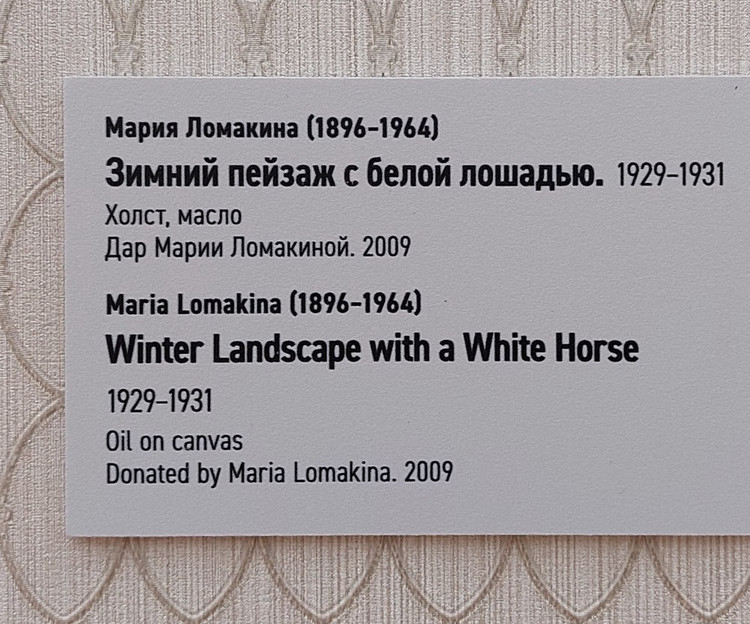 Мария Ломакина (1896–1964)
Зимний пейзаж с белой лошадью. 1929–1931
Холст, масло
Дар Марии Ломакиной. 2009
Maria Lomakina (1896–1964)
Winter Landscape with a White Horse
1929–1931
Oil on canvas
Donated by Maria Lomakina. 2009